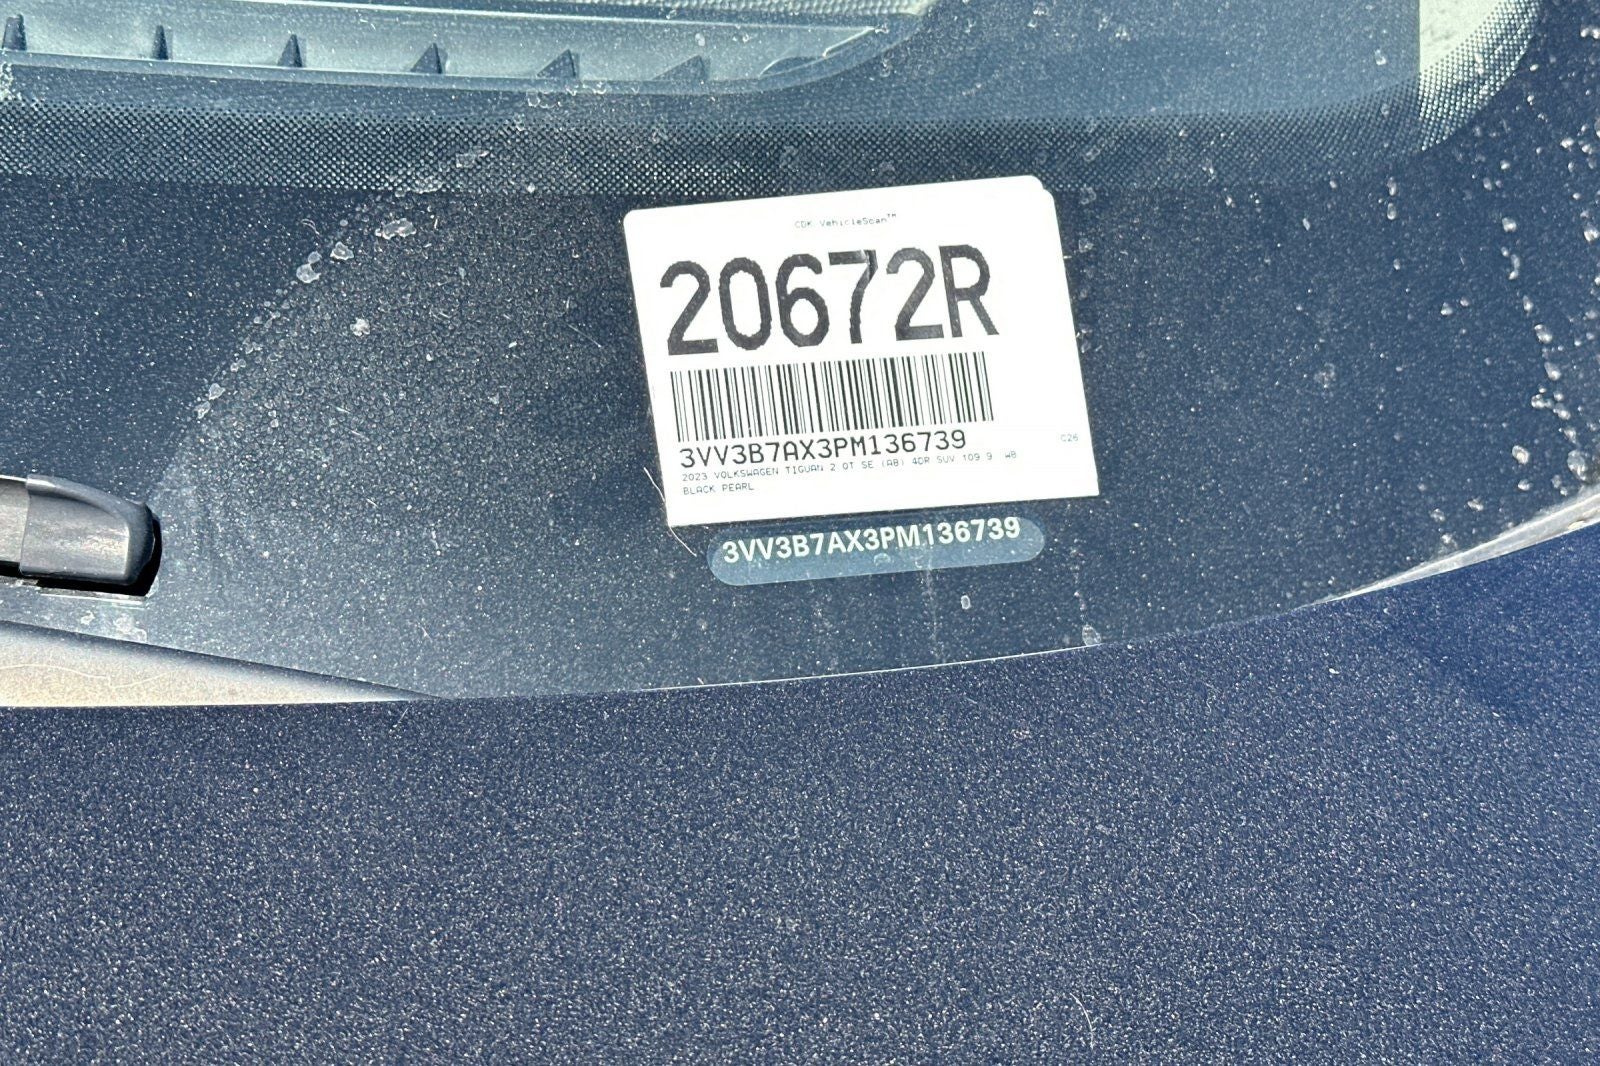 CDK VehicleScan™
20672R
3VV3B7AX3PM136739
C26
2023 VOLKSWAGEN TIGUAN 2 0T SE (A8) 4DR SUV 109 9 WB
BLACK PEARL
3VV3B7AX3PM136739